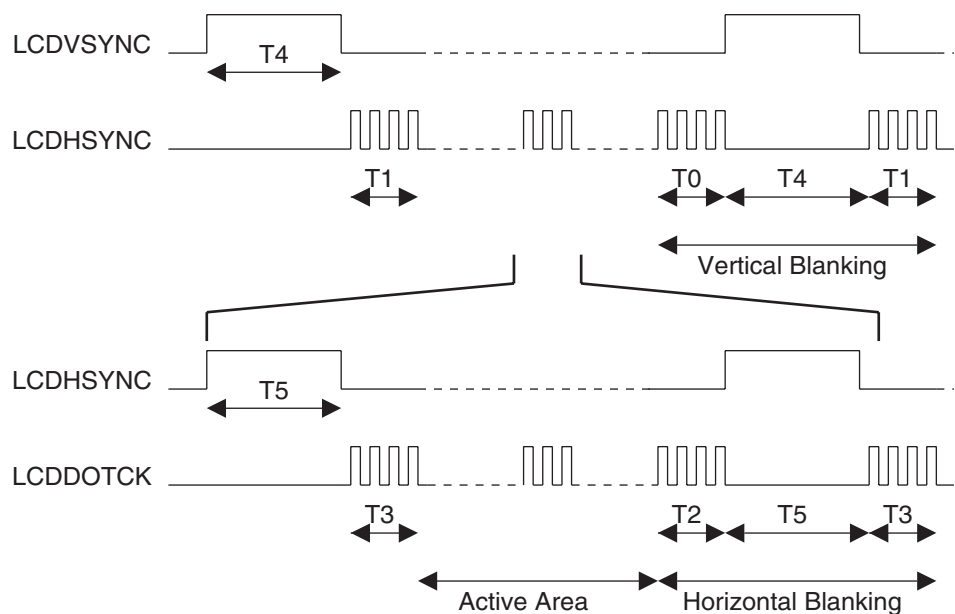 LCDVSYNC
T4
LCDHSYNC
T1
T0
T4
T1
Vertical Blanking
LCDHSYNC
T5
LCDDOTCK
T3
T2
T5
T3
Active Area
Horizontal Blanking